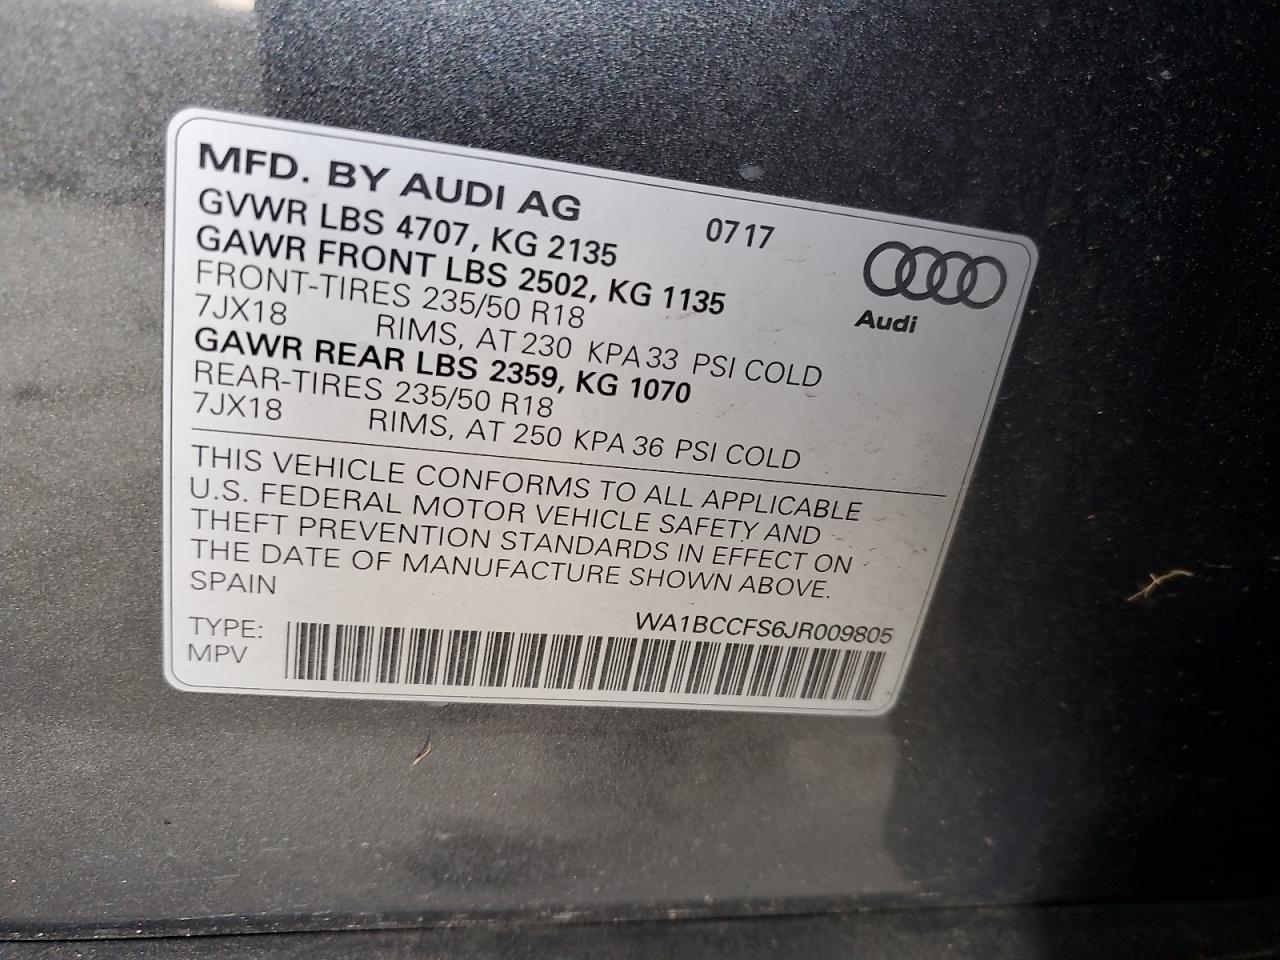 MFD. BY AUDI AG
0717
GVWR LBS 4707, KG 2135
GAWR FRONT LBS 2502, KG 1135
FRONT-TIRES 235/50 R18
7JX18 RIMS, AT 230 KPA 33 PSI COLD
GAWR REAR LBS 2359, KG 1070
REAR-TIRES 235/50 R18
7JX18 RIMS, AT 250 KPA 36 PSI COLD
Audi
THIS VEHICLE CONFORMS TO ALL APPLICABLE
U.S. FEDERAL MOTOR VEHICLE SAFETY AND
THEFT PREVENTION STANDARDS IN EFFECT ON
THE DATE OF MANUFACTURE SHOWN ABOVE.
SPAIN
WA1BCCFS6JR009805
TYPE:
MPV